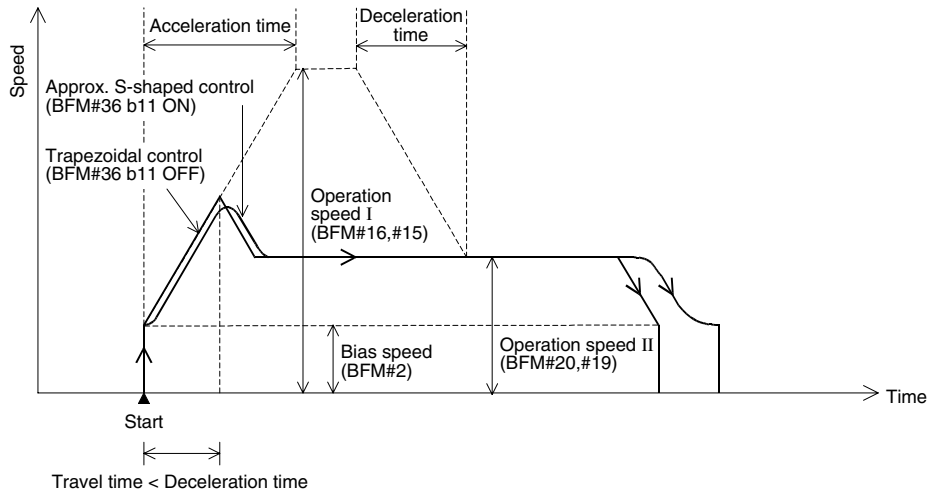 Speed
Acceleration time
Deceleration
time
Approx. S-shaped control
(BFM#36 b11 ON)
Trapezoidal control
(BFM#36 b11 OFF)
Operation
speed I
(BFM#16,#15)
Bias speed
(BFM#2)
Operation speed II
(BFM#20,#19)
Time
Start
Travel time < Deceleration time